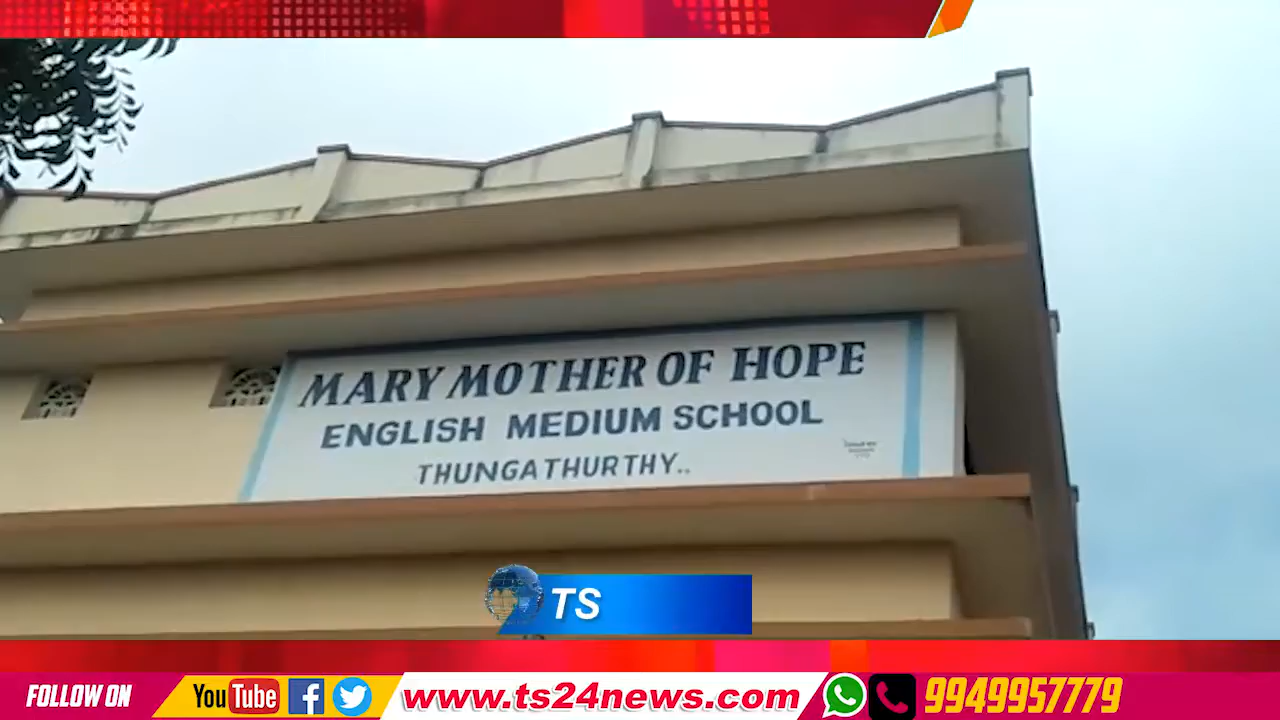 MARY MOTHER OF HOPE
ENGLISH MEDIUM SCHOOL
THUNGATHURTHY..
TS
FOLLOW ON YouTube www.ts24news.com 9949957779